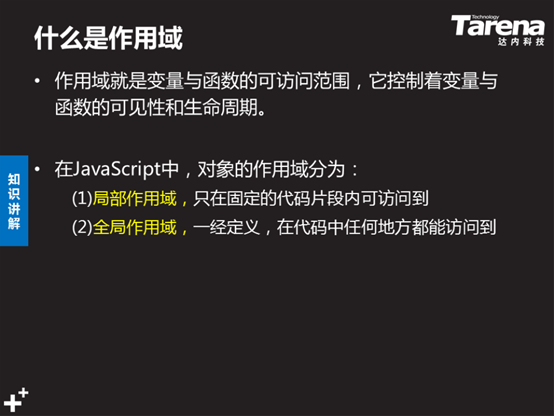 什么是作用域
Technology
Tarena
达内科技
• 作用域就是变量与函数的可访问范围，它控制着变量与
函数的可见性和生命周期。
• 在JavaScript中，对象的作用域分为：
(1)局部作用域，只在固定的代码片段内可访问到
(2)全局作用域，一经定义，在代码中任何地方都能访问到
知
识
讲
解